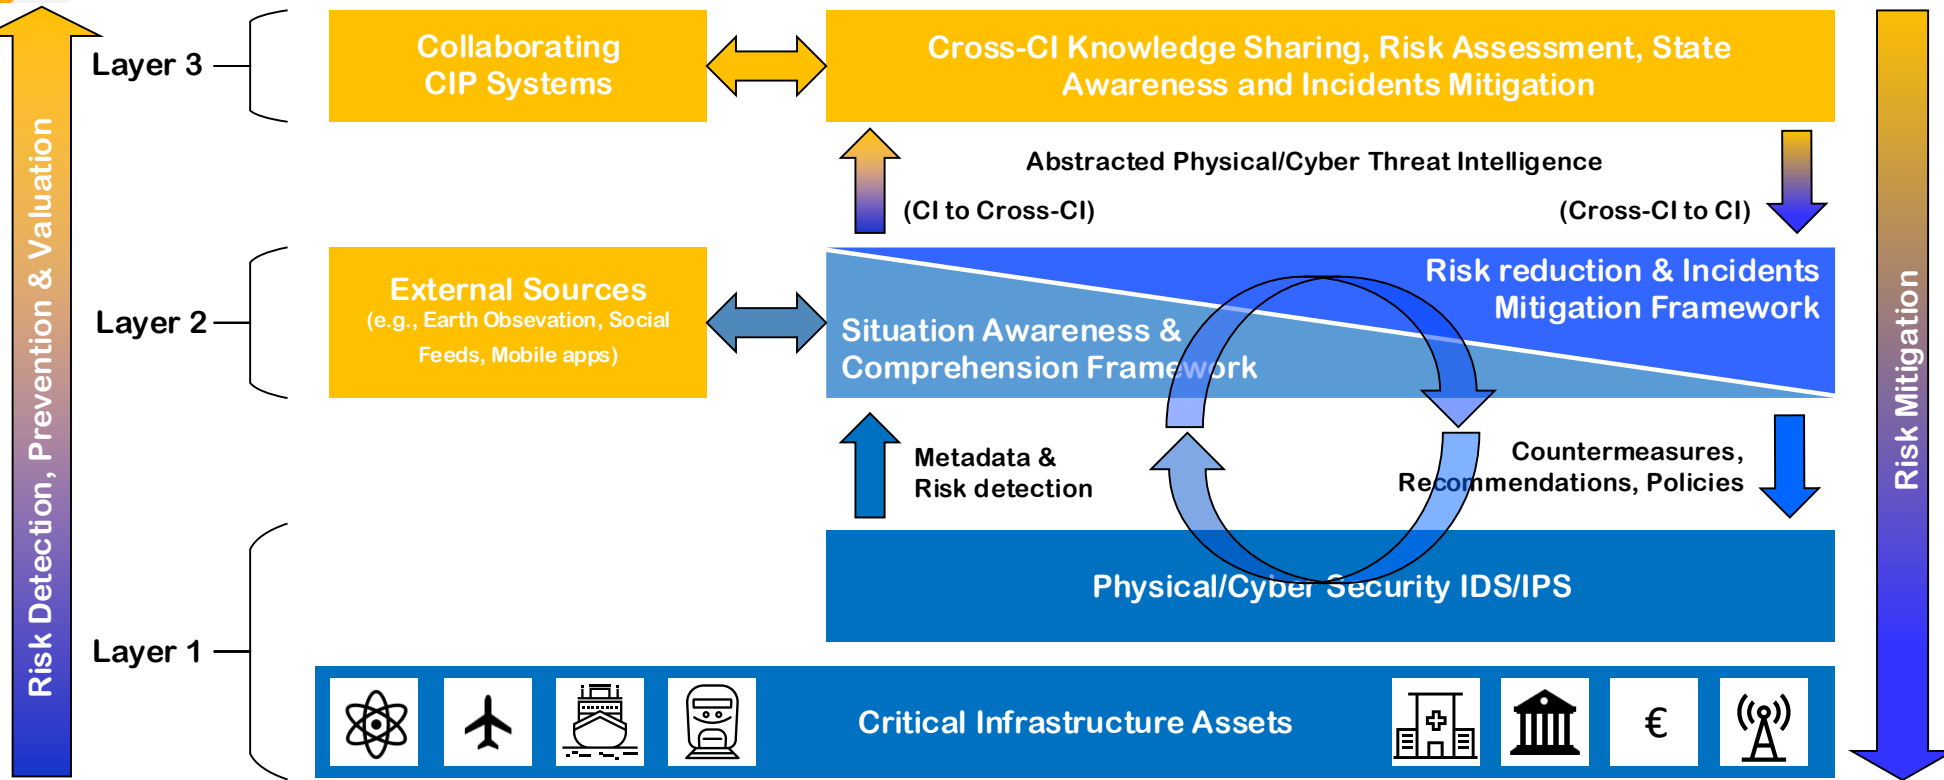 Risk Detection, Prevention & Valuation
Layer 3
Collaborating
CIP Systems
Cross-CI Knowledge Sharing, Risk Assessment, State
Awareness and Incidents Mitigation
Abstracted Physical/Cyber Threat Intelligence
(CI to Cross-CI)
(Cross-CI to CI)
Layer 2
External Sources
(e.g., Earth Obsevation, Social
Feeds, Mobile apps)
Situation Awareness &
Comprehension Framework
Risk reduction & Incidents
Mitigation Framework
Metadata &
Risk detection
Countermeasures,
Recommendations, Policies
Layer 1
Physical/Cyber Security IDS/IPS
Critical Infrastructure Assets
€
Risk Mitigation